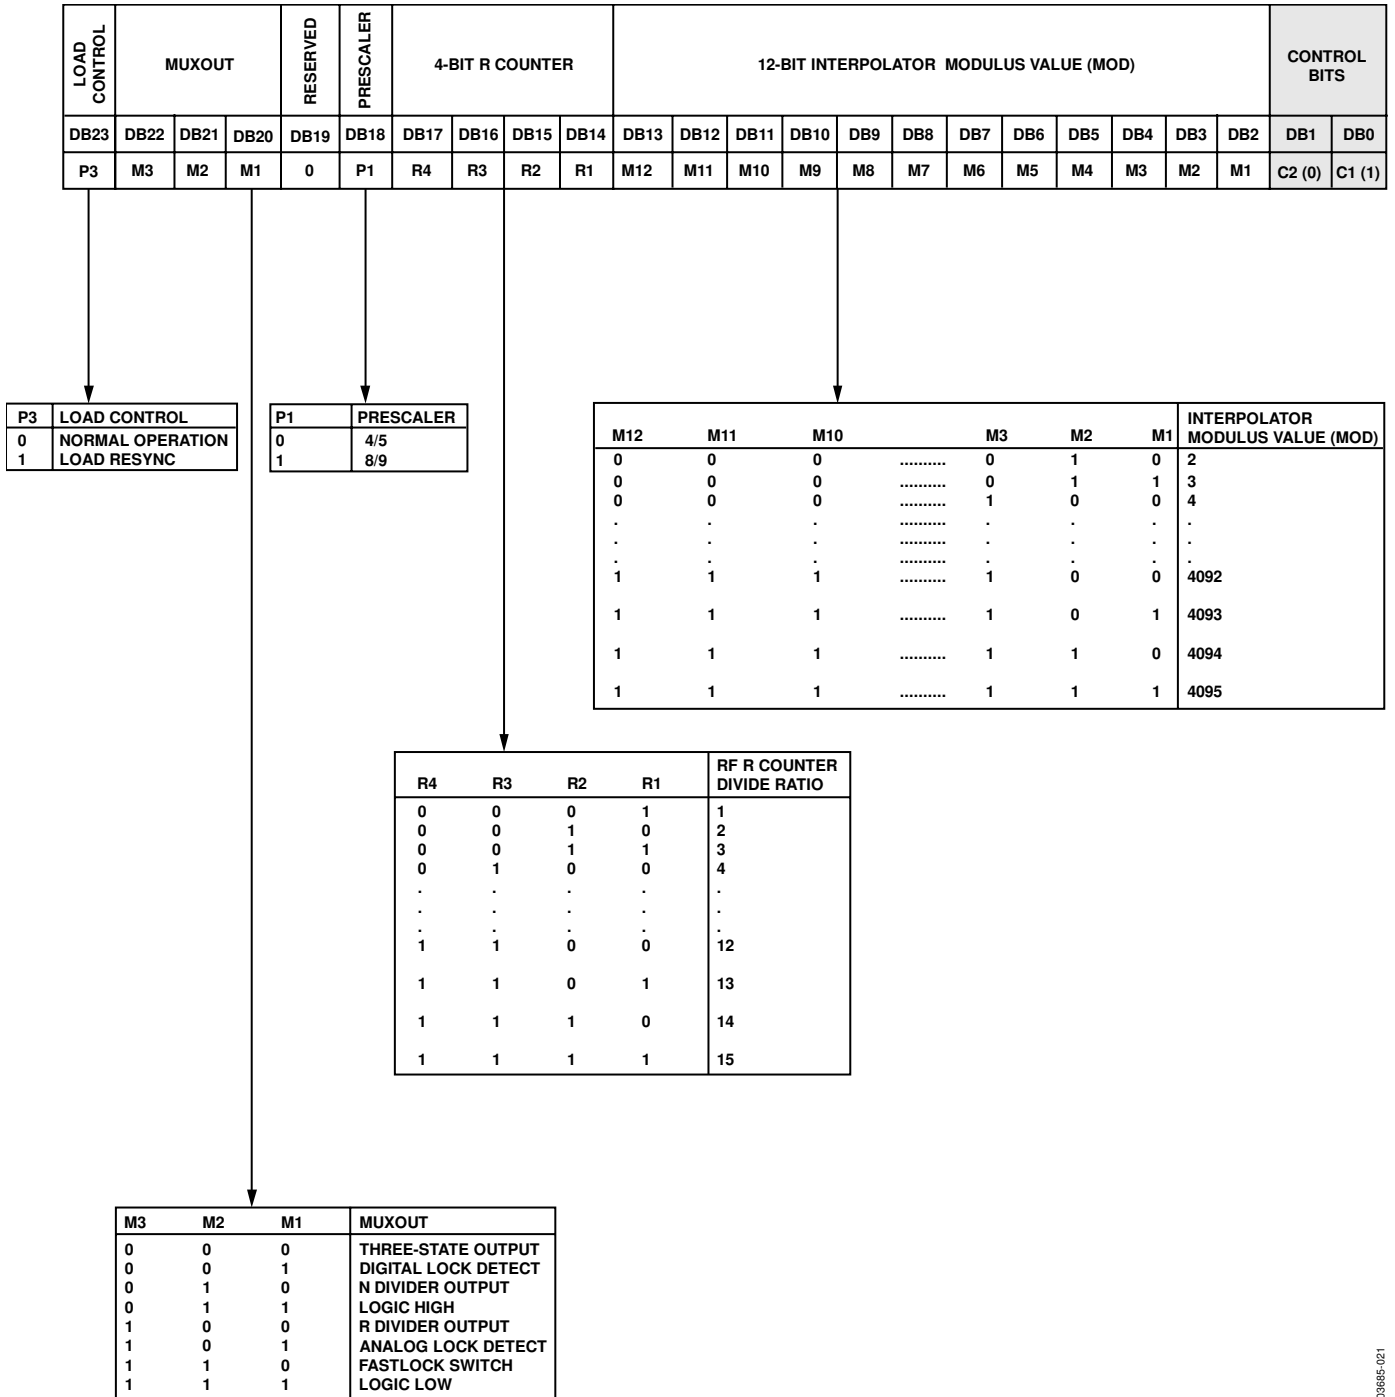 LOAD CONTROL MUXOUT RESERVED PRESCALER 4-BIT R COUNTER 12-BIT INTERPOLATOR MODULUS VALUE (MOD) CONTROL BITS
DB23 DB22 DB21 DB20 DB19 DB18 DB17 DB16 DB15 DB14 DB13 DB12 DB11 DB10 DB9 DB8 DB7 DB6 DB5 DB4 DB3 DB2 DB1 DB0
P3 M3 M2 M1 0 P1 R4 R3 R2 R1 M12 M11 M10 M9 M8 M7 M6 M5 M4 M3 M2 M1 C2 (0) C1 (1)
P3 LOAD CONTROL
0 NORMAL OPERATION
1 LOAD RESYNC
P1 PRESCALER
0 4/5
1 8/9
M12 M11 M10 M3 M2 M1 INTERPOLATOR MODULUS VALUE (MOD)
0 0 0 .......... 0 1 0 2
0 0 0 .......... 0 1 1 3
0 0 0 .......... 1 0 0 4
. . . .......... . . . .
. . . .......... . . . .
. . . .......... . . . .
1 1 1 .......... 1 0 0 4092
1 1 1 .......... 1 0 1 4093
1 1 1 .......... 1 1 0 4094
1 1 1 .......... 1 1 1 4095
R4 R3 R2 R1 RF R COUNTER DIVIDE RATIO
0 0 0 1 1
0 0 1 0 2
0 0 1 1 3
0 1 0 0 4
. . . . .
. . . . .
. . . . .
1 1 0 0 12
1 1 0 1 13
1 1 1 0 14
1 1 1 1 15
M3 M2 M1 MUXOUT
0 0 0 THREE-STATE OUTPUT
0 0 1 DIGITAL LOCK DETECT
0 1 0 N DIVIDER OUTPUT
0 1 1 LOGIC HIGH
1 0 0 R DIVIDER OUTPUT
1 0 1 ANALOG LOCK DETECT
1 1 0 FASTLOCK SWITCH
1 1 1 LOGIC LOW
03685-021